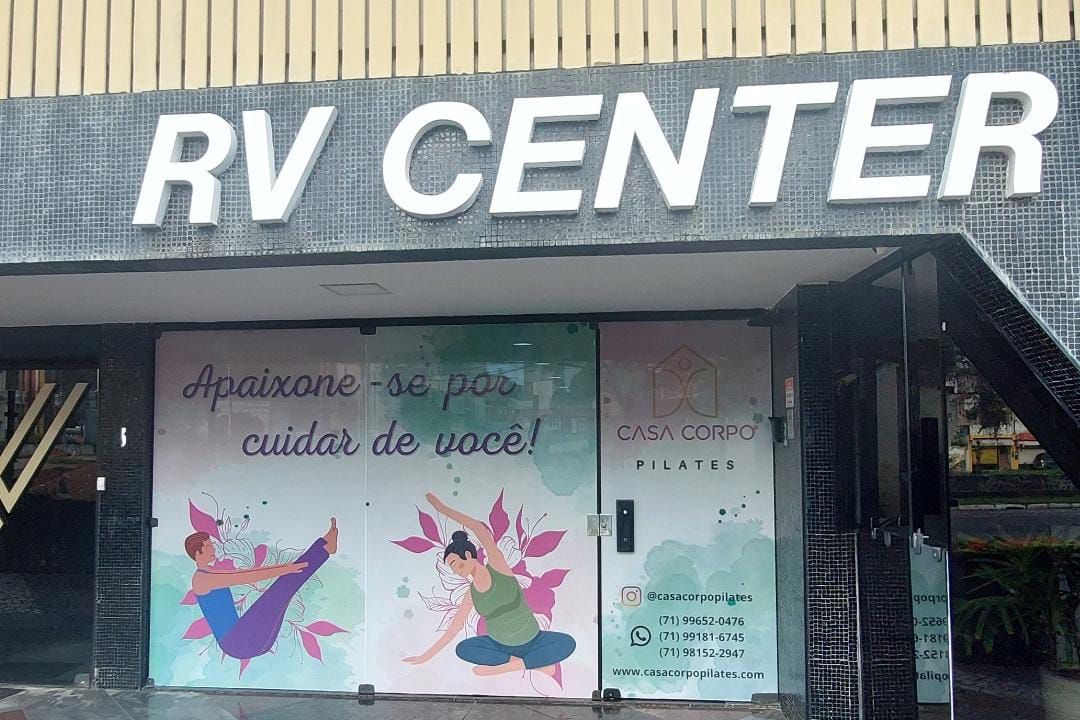 RV CENTER
Apaixone-se por
cuidar de você!
CASA CORPO
PILATES
@casacorpopilates
(71) 99652-0476
(71) 99181-6745
(71) 98152-2947
www.casacorpopilates.com